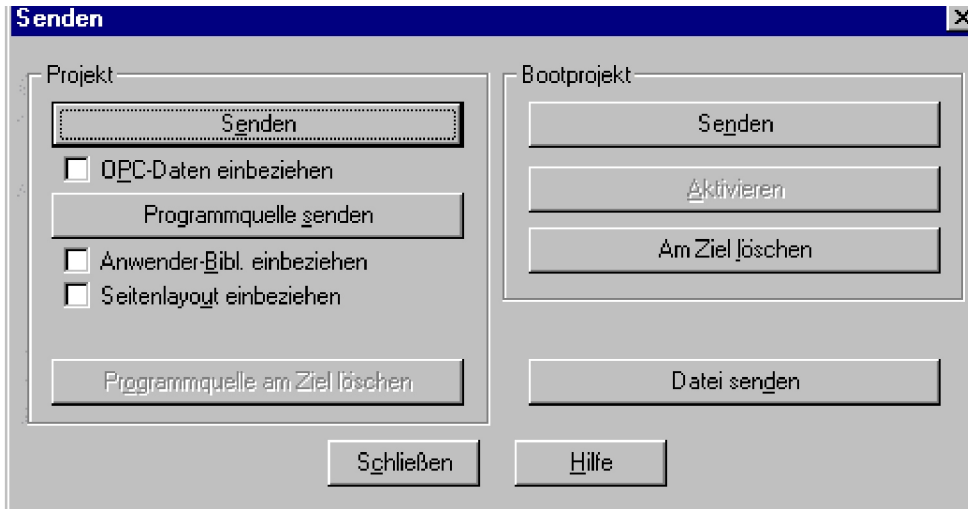 Senden
Projekt
Senden
OPC-Daten einbeziehen
Programmquelle senden
Anwender-Bibl. einbeziehen
Seitenlayout einbeziehen
Programmquelle am Ziel löschen
Bootprojekt
Senden
Aktivieren
Am Ziel löschen
Datei senden
Schließen
Hilfe